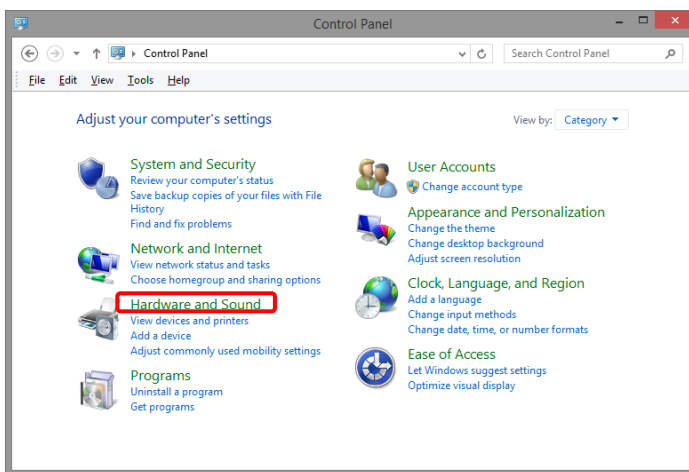 Control Panel
Control Panel
Search Control Panel
File Edit View Tools Help
Adjust your computer's settings
View by: Category
System and Security
Review your computer's status
Save backup copies of your files with File
History
Find and fix problems
Network and Internet
View network status and tasks
Choose homegroup and sharing options
Hardware and Sound
View devices and printers
Add a device
Adjust commonly used mobility settings
Programs
Uninstall a program
Get programs
User Accounts
Change account type
Appearance and Personalization
Change the theme
Change desktop background
Adjust screen resolution
Clock, Language, and Region
Add a language
Change input methods
Change date, time, or number formats
Ease of Access
Let Windows suggest settings
Optimize visual display